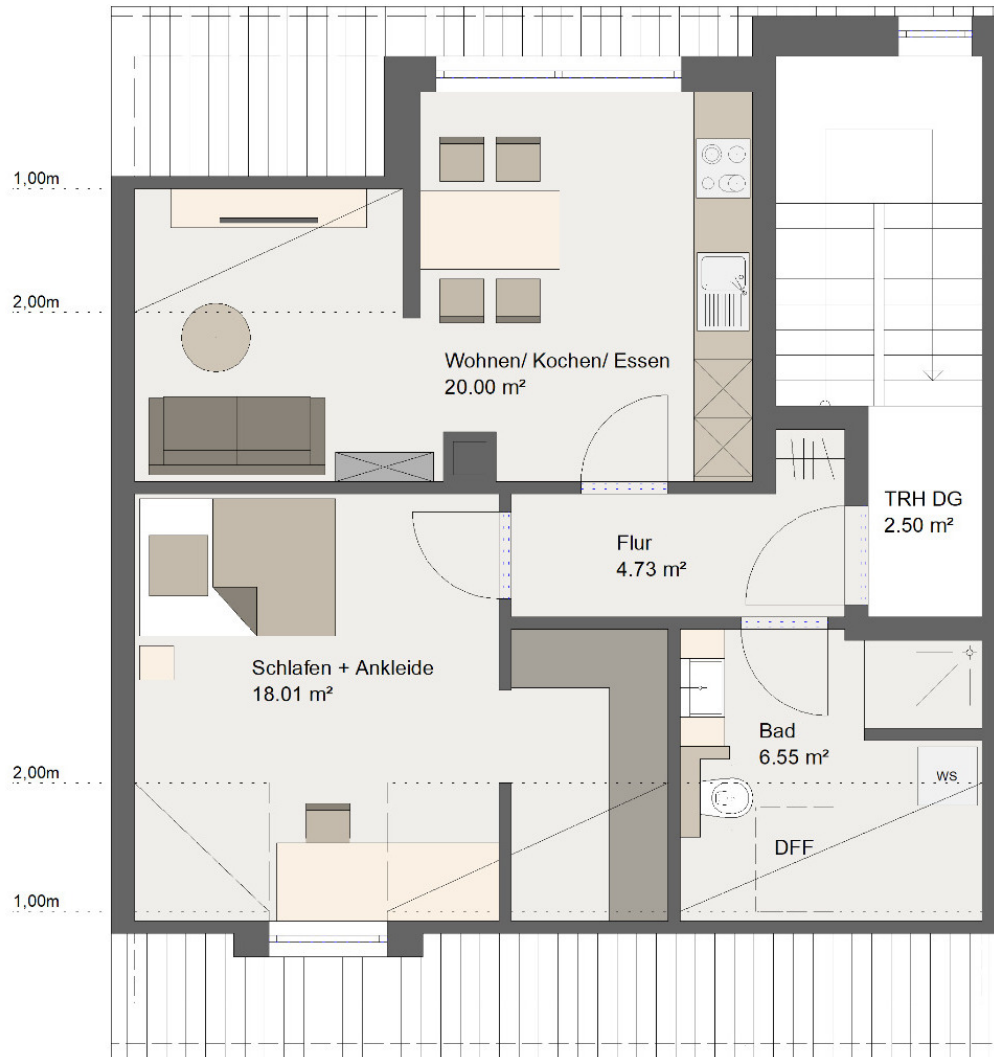 1,00m
2,00m
Wohnen/ Kochen/ Essen
20.00 m²
TRH DG
2.50 m²
Flur
4.73 m²
Schlafen + Ankleide
18.01 m²
Bad
6.55 m²
2,00m
ws
DFF
1,00m